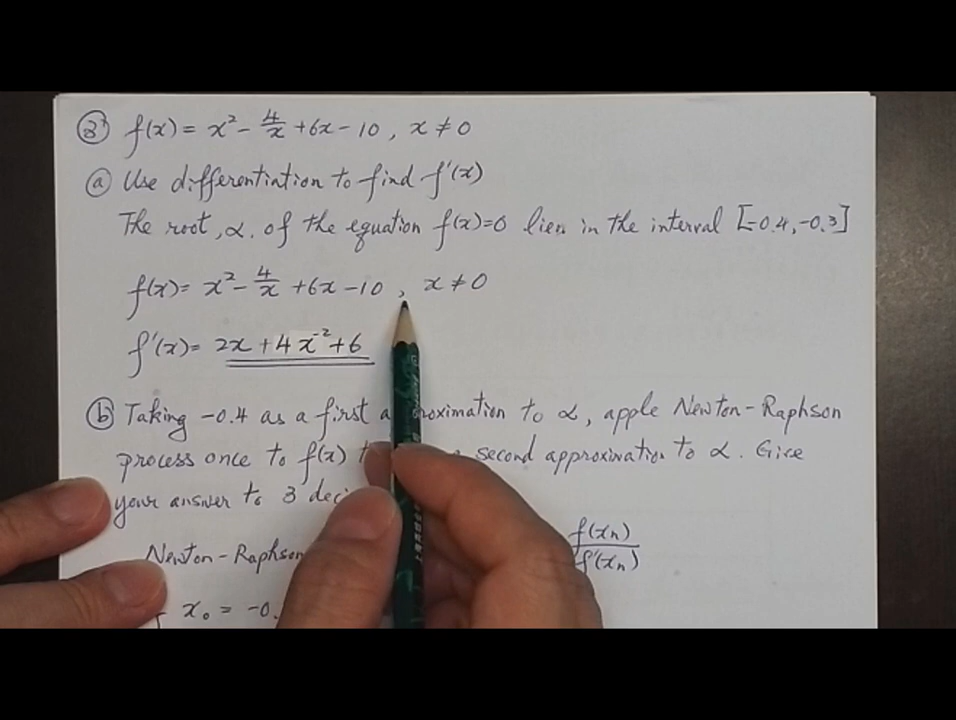 ③ f(x) = x² - 4/x + 6x - 10 , x ≠ 0
ⓐ Use differentiation to find f'(x)
The root, α. of the equation f(x)=0 lies in the interval [-0.4, -0.3]
f(x) = x² - 4/x + 6x - 10 , x ≠ 0
f'(x) = 2x + 4x⁻² + 6
ⓑ Taking -0.4 as a first a roximation to α, apple Newton-Raphson
process once to f(x) second approximation to α. Give
your answer to 3 deci
Newton-Raphson f(xn)/f'(xn)
x₀ = -0.